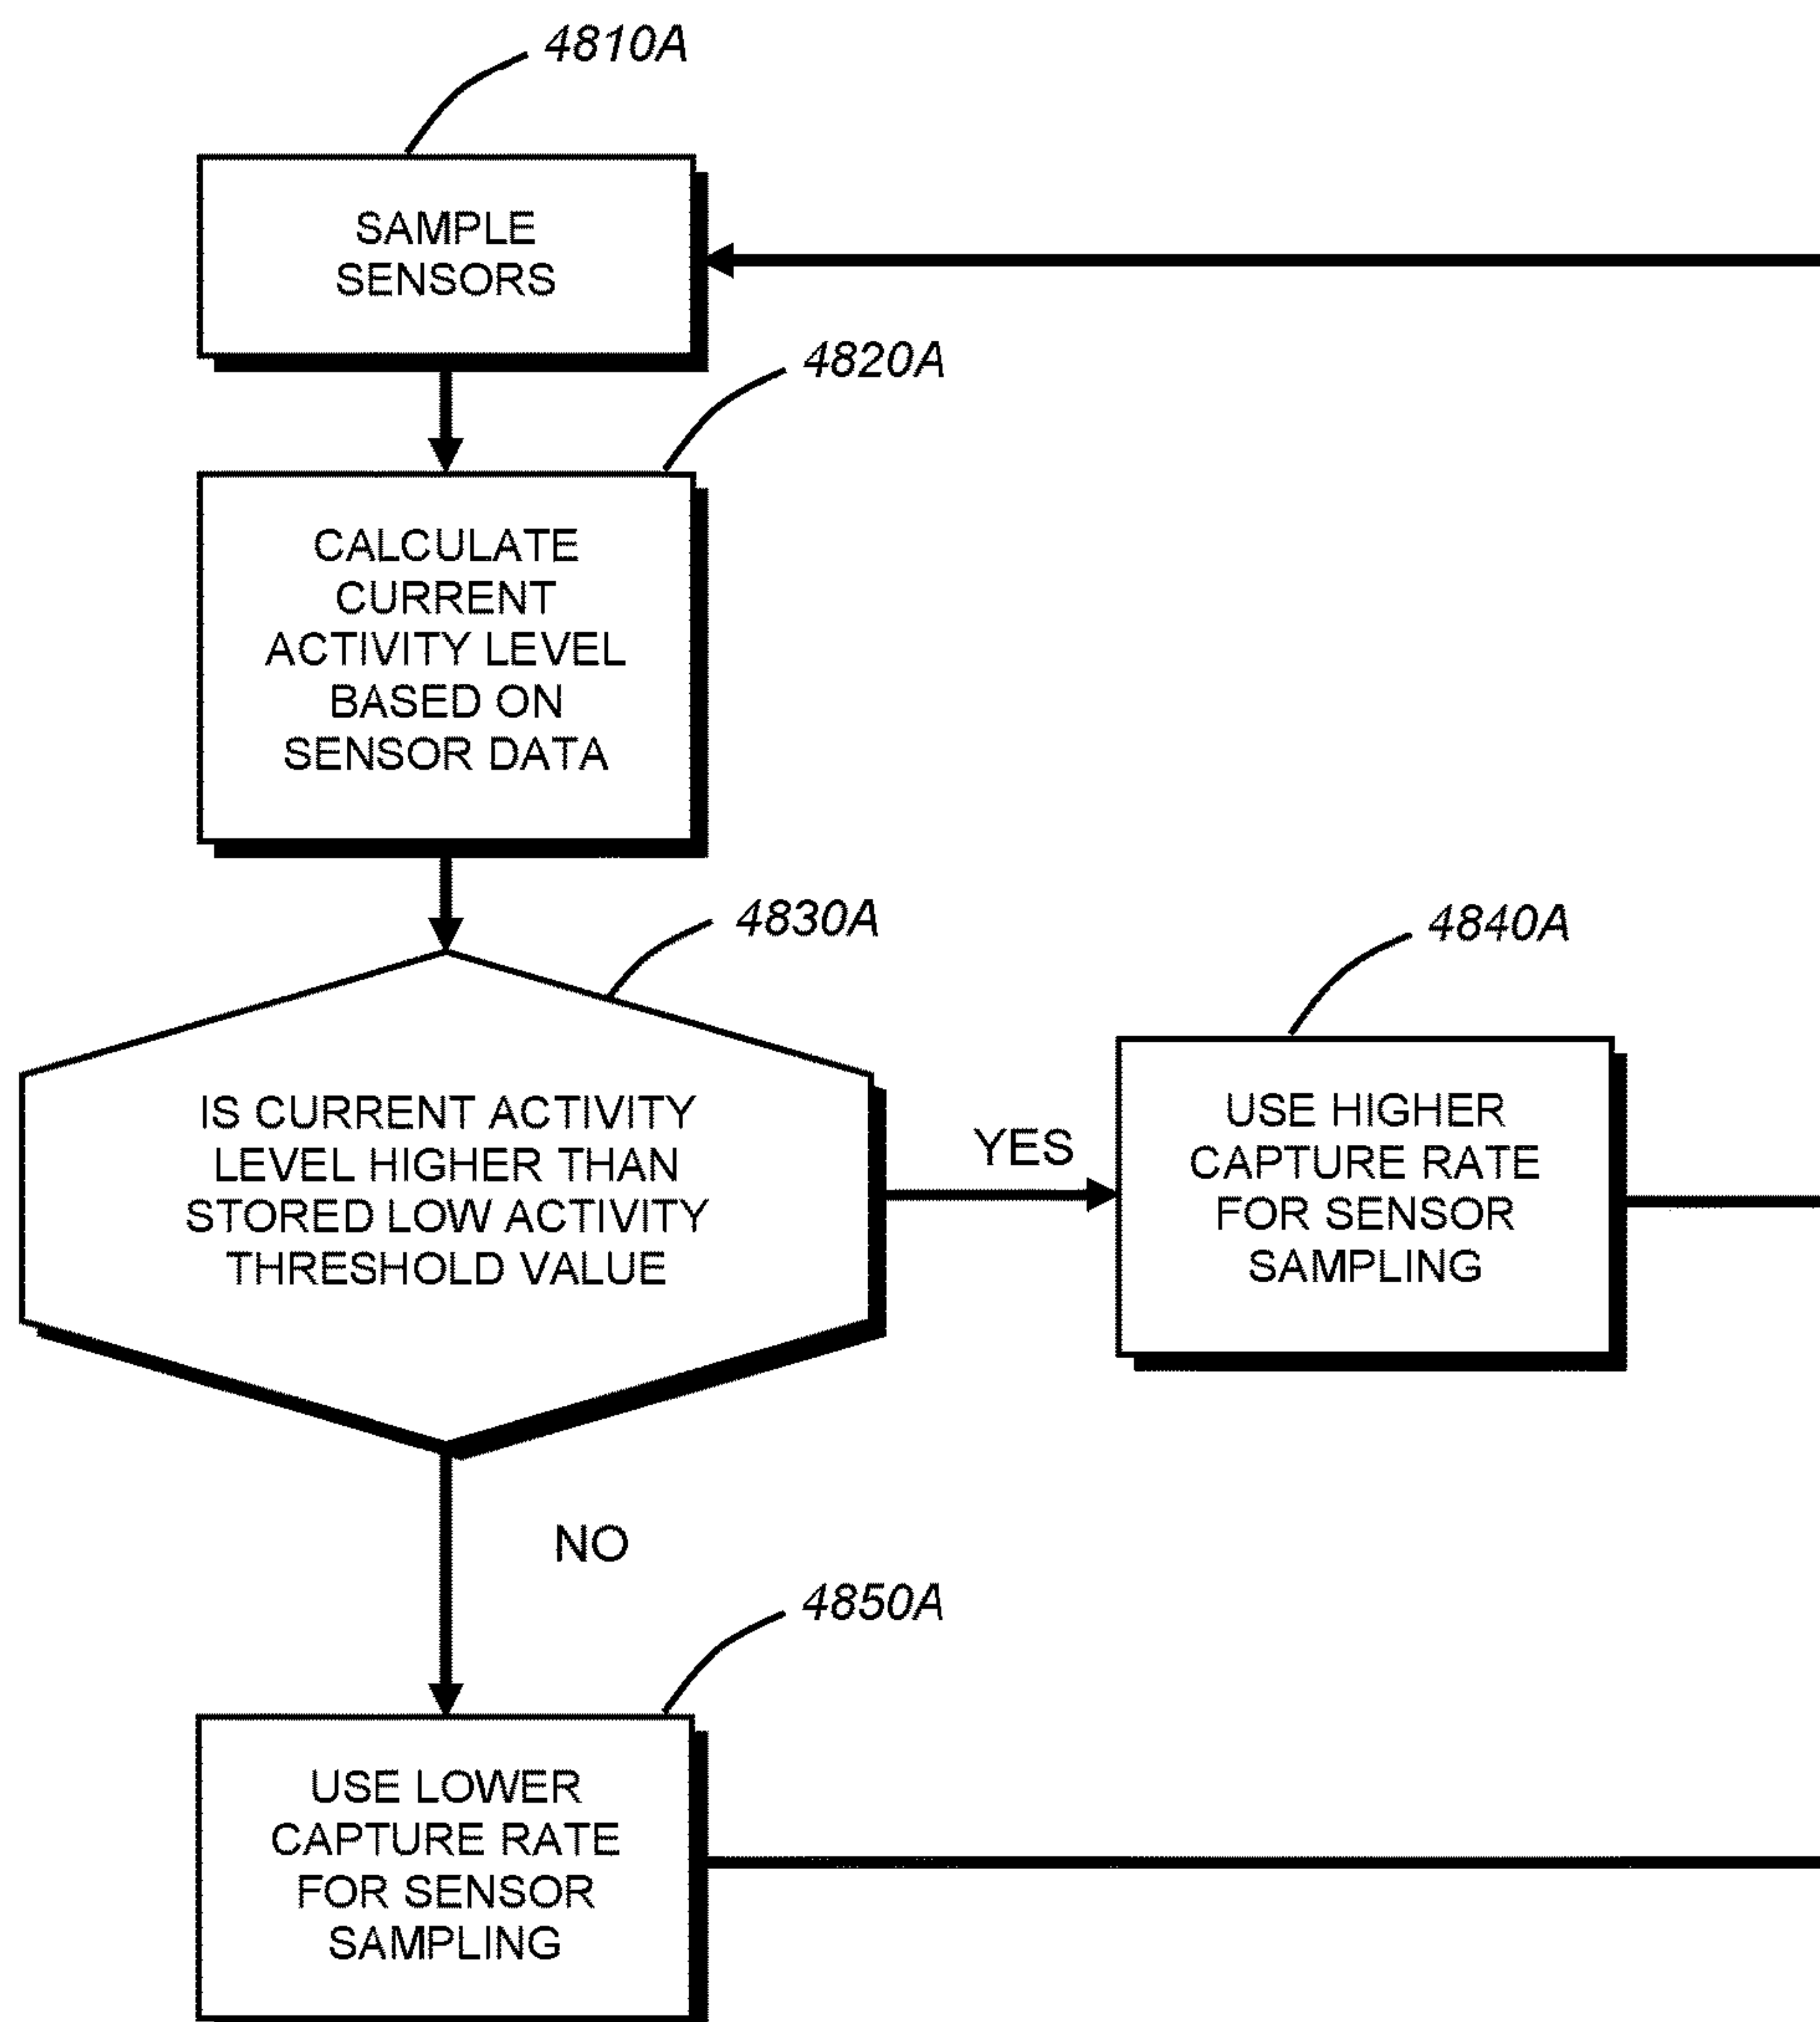 4810A
SAMPLE
SENSORS
4820A
CALCULATE
CURRENT
ACTIVITY LEVEL
BASED ON
SENSOR DATA
4830A
IS CURRENT ACTIVITY
LEVEL HIGHER THAN
STORED LOW ACTIVITY
THRESHOLD VALUE
YES
4840A
USE HIGHER
CAPTURE RATE
FOR SENSOR
SAMPLING
NO
4850A
USE LOWER
CAPTURE RATE
FOR SENSOR
SAMPLING